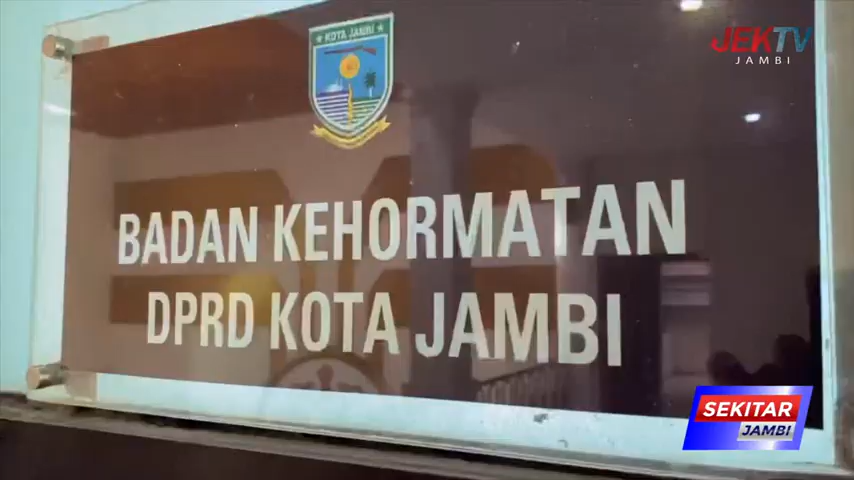 KOTA JAMBI
JEKTV
JAMBI
BADAN KEHORMATAN
DPRD KOTA JAMBI
SEKITAR
JAMBI